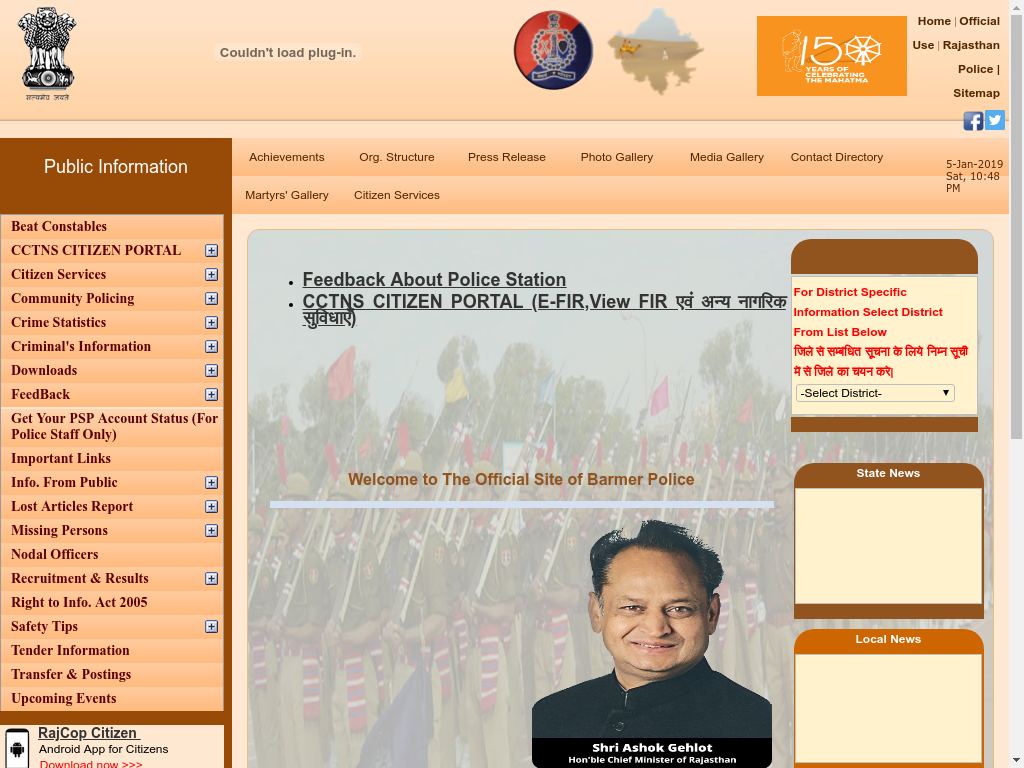 Home | Official
Use | Rajasthan
Police |
Sitemap
सत्यमेव जयते
Couldn't load plug-in.
150
YEARS OF
CELEBRATING
THE MAHATMA
Public Information
Achievements
Org. Structure
Press Release
Photo Gallery
Media Gallery
Contact Directory
Martyrs' Gallery
Citizen Services
5-Jan-2019
Sat, 10:48
PM
Beat Constables
CCTNS CITIZEN PORTAL
Citizen Services
Community Policing
Crime Statistics
Criminal's Information
Downloads
FeedBack
Get Your PSP Account Status (For
Police Staff Only)
Important Links
Info. From Public
Lost Articles Report
Missing Persons
Nodal Officers
Recruitment & Results
Right to Info. Act 2005
Safety Tips
Tender Information
Transfer & Postings
Upcoming Events
RajCop Citizen
Android App for Citizens
Download now >>>
Feedback About Police Station
CCTNS CITIZEN PORTAL (E-FIR,View FIR एवं अन्य नागरिक
सुविधाएँ)
Welcome to The Official Site of Barmer Police
Shri Ashok Gehlot
Hon'ble Chief Minister of Rajasthan
For District Specific
Information Select District
From List Below
जिले से सम्बंधित सूचना के लिये निम्न सूची
में से जिले का चयन करे|
-Select District-
State News
Local News